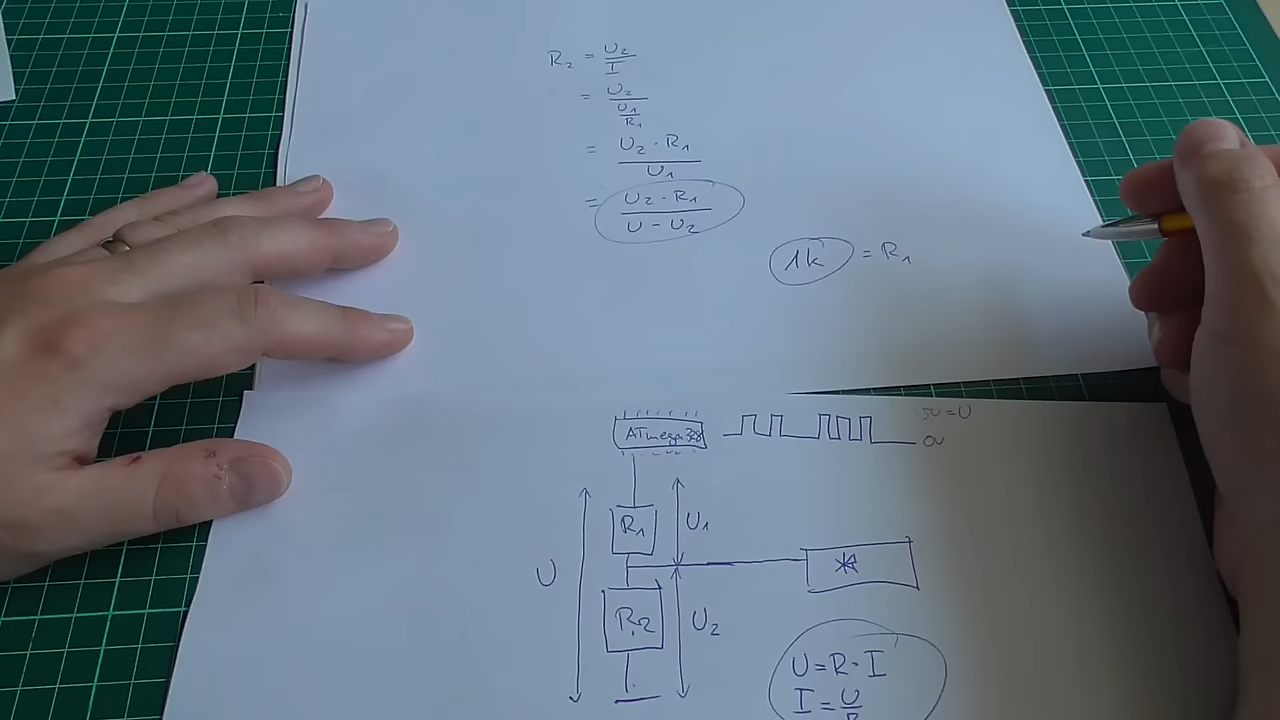 R₂ = U₂/I
= U₂/(U₁/R₁)
= U₂ · R₁/U₁
= U₂ · R₁/(U - U₂)
1k = R₁
ATmega328
5V = U
0V
R₁
U₁
U
R2
U₂
U = R · I
I = U/R